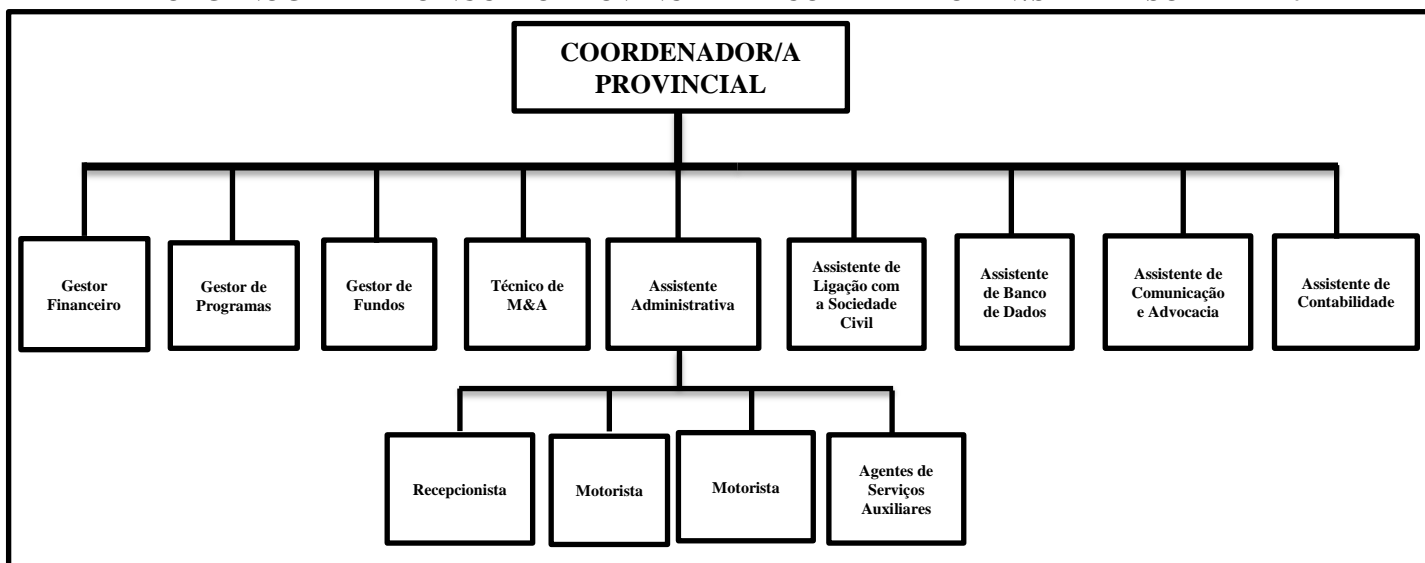 COORDENADOR/A
PROVINCIAL
Gestor
Financeiro
Gestor de
Programas
Gestor de
Fundos
Técnico de
M&A
Assistente
Administrativa
Assistente de
Ligação com
a Sociedade
Civil
Assistente
de Banco
de Dados
Assistente de
Comunicação
e Advocacia
Assistente de
Contabilidade
Recepcionista
Motorista
Motorista
Agentes de
Serviços
Auxiliares